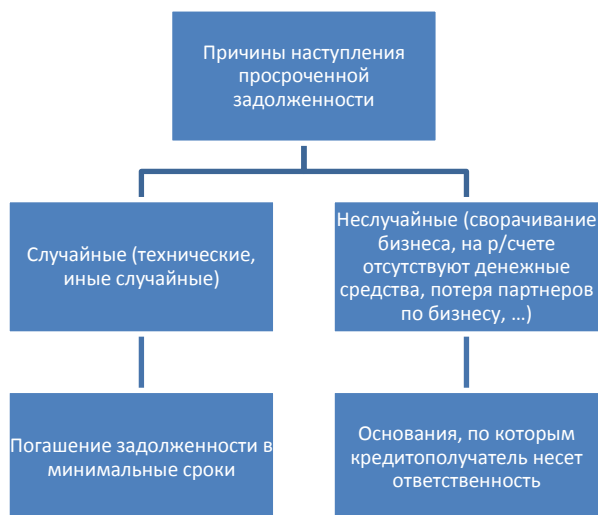 Причины наступления
просроченной
задолженности
Случайные (технические,
иные случайные)
Неслучайные (сворачивание
бизнеса, на р/счете
отсутствуют денежные
средства, потеря партнеров
по бизнесу, ...)
Погашение задолженности в
минимальные сроки
Основания, по которым
кредитополучатель несет
ответственность